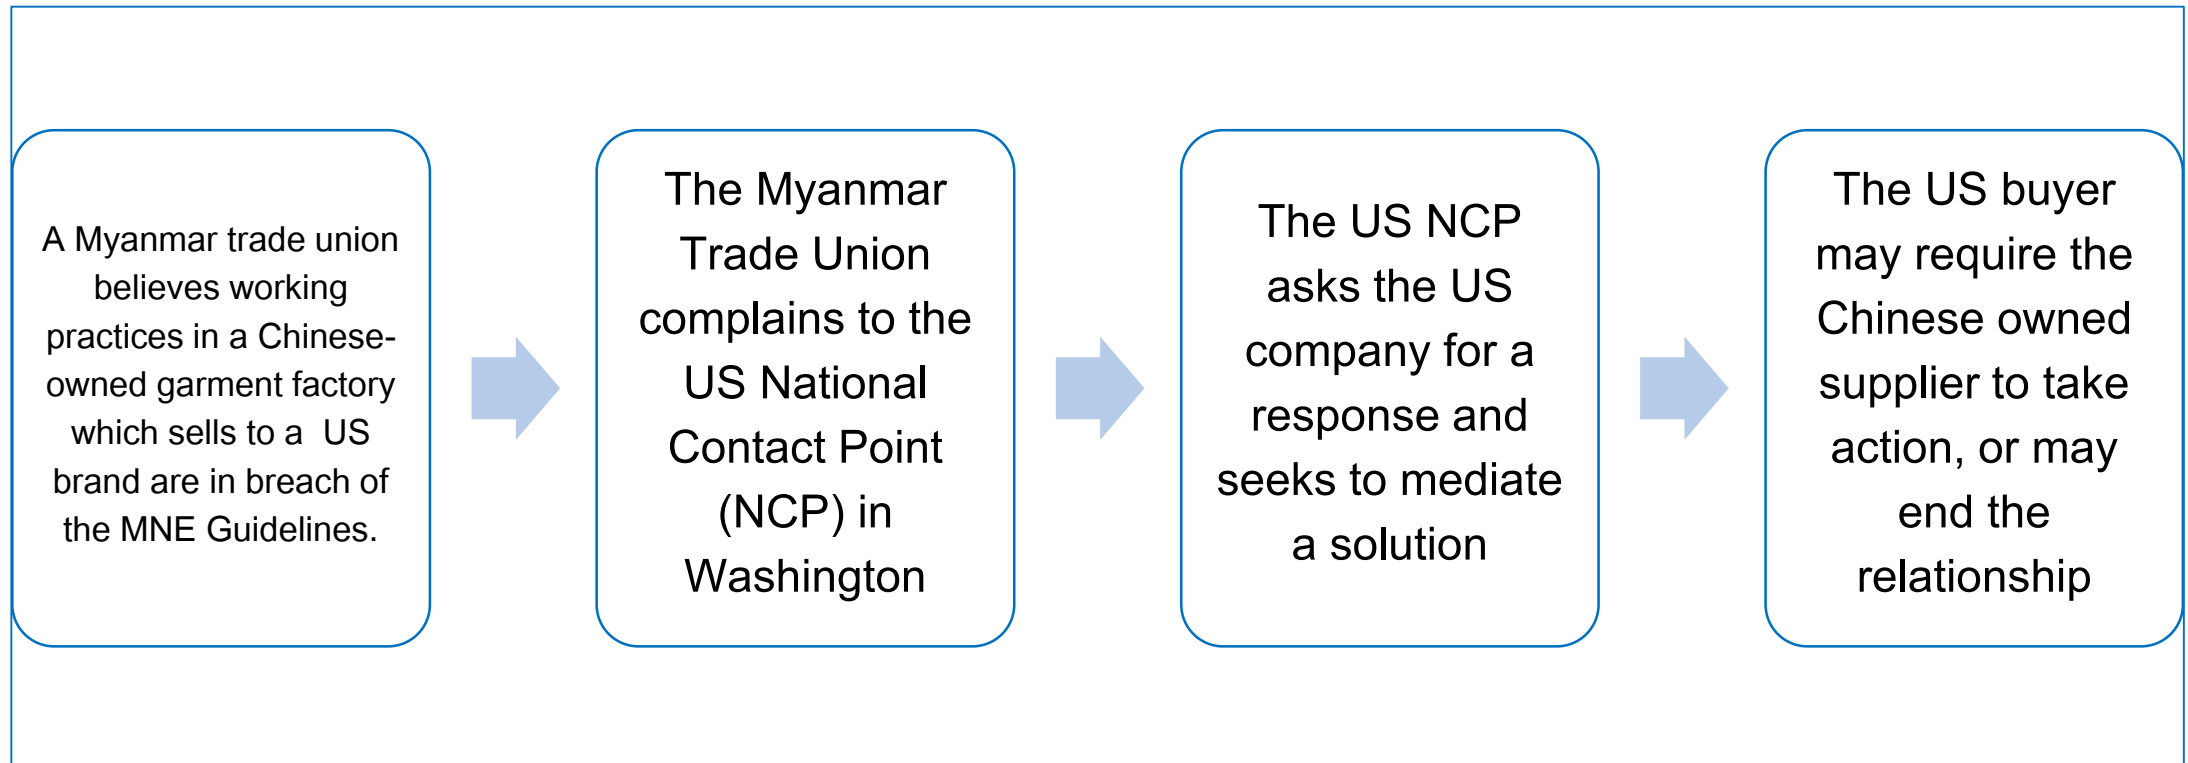 A Myanmar trade union
believes working
practices in a Chinese-
owned garment factory
which sells to a  US
brand are in breach of
the MNE Guidelines.
The Myanmar
Trade Union
complains to the
US National
Contact Point
(NCP) in
Washington
The US NCP
asks the US
company for a
response and
seeks to mediate
a solution
The US buyer
may require the
Chinese owned
supplier to take
action, or may
end the
relationship